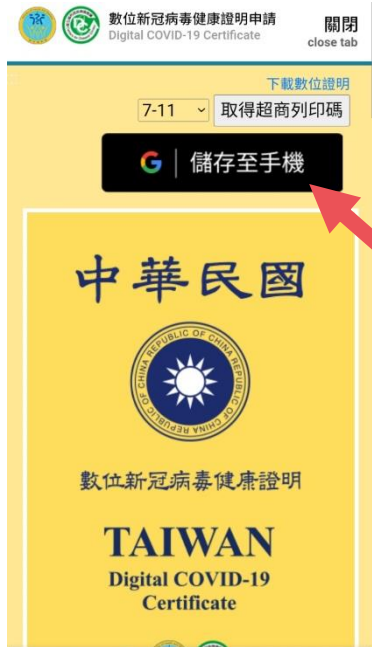 數位新冠病毒健康證明申請
Digital COVID-19 Certificate
關閉
close tab
下載數位證明
7-11
取得超商列印碼
G
儲存至手機
中華民國
REPUBLIC OF CHINA REPUBLIC OF CHINA
數位新冠病毒健康證明
TAIWAN
Digital COVID-19
Certificate